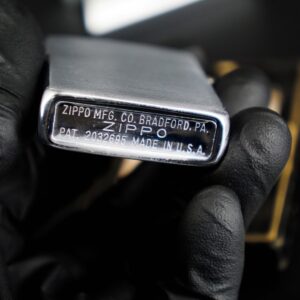 ZIPPO MFG. CO. BRADFORD, PA.
ZIPPO
PAT. 2032695 MADE IN U.S.A.